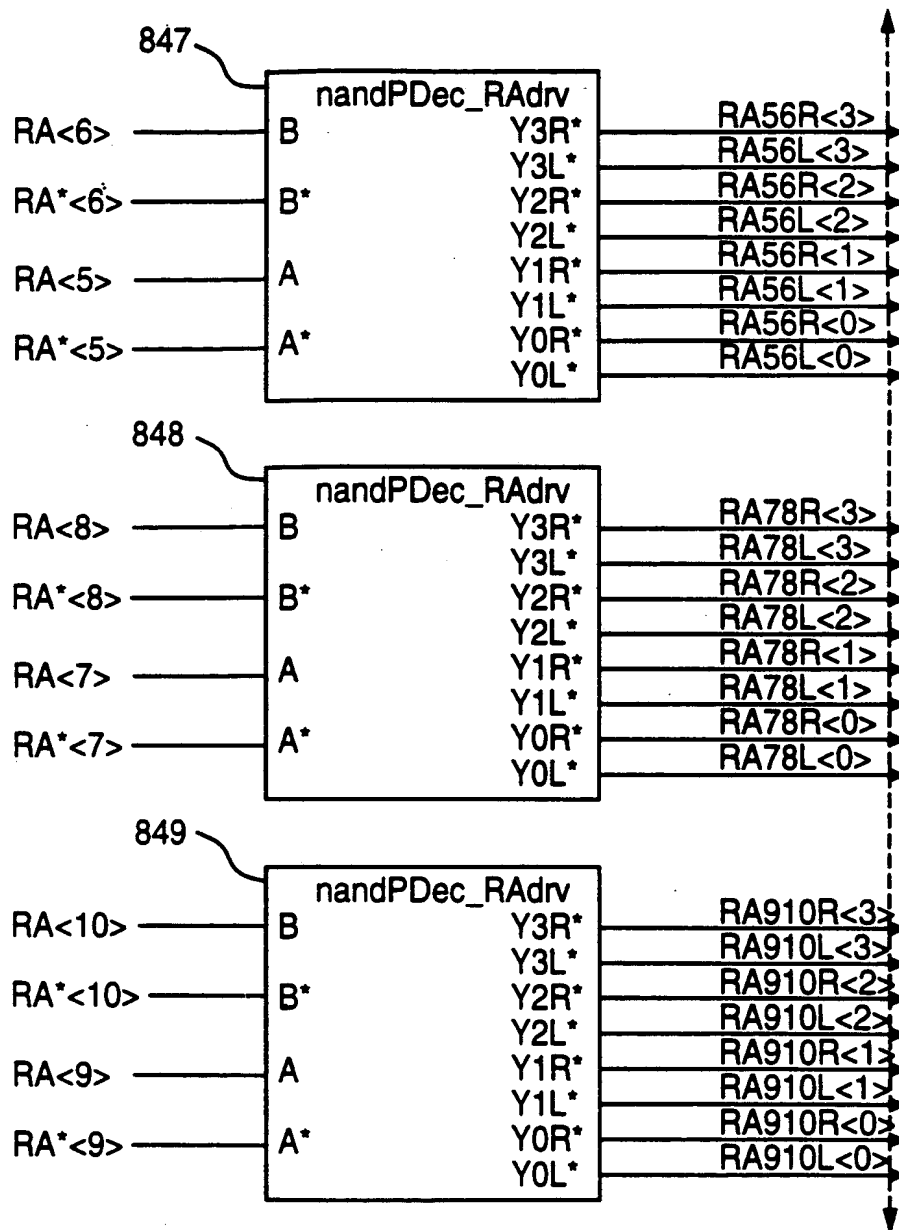 847
nandPDec_RAdrv
RA<6> B Y3R* RA56R<3>
Y3L* RA56L<3>
RA*<6> B* Y2R* RA56R<2>
Y2L* RA56L<2>
RA<5> A Y1R* RA56R<1>
Y1L* RA56L<1>
RA*<5> A* Y0R* RA56R<0>
Y0L* RA56L<0>
848
nandPDec_RAdrv
RA<8> B Y3R* RA78R<3>
Y3L* RA78L<3>
RA*<8> B* Y2R* RA78R<2>
Y2L* RA78L<2>
RA<7> A Y1R* RA78R<1>
Y1L* RA78L<1>
RA*<7> A* Y0R* RA78R<0>
Y0L* RA78L<0>
849
nandPDec_RAdrv
RA<10> B Y3R* RA910R<3>
Y3L* RA910L<3>
RA*<10> B* Y2R* RA910R<2>
Y2L* RA910L<2>
RA<9> A Y1R* RA910R<1>
Y1L* RA910L<1>
RA*<9> A* Y0R* RA910R<0>
Y0L* RA910L<0>